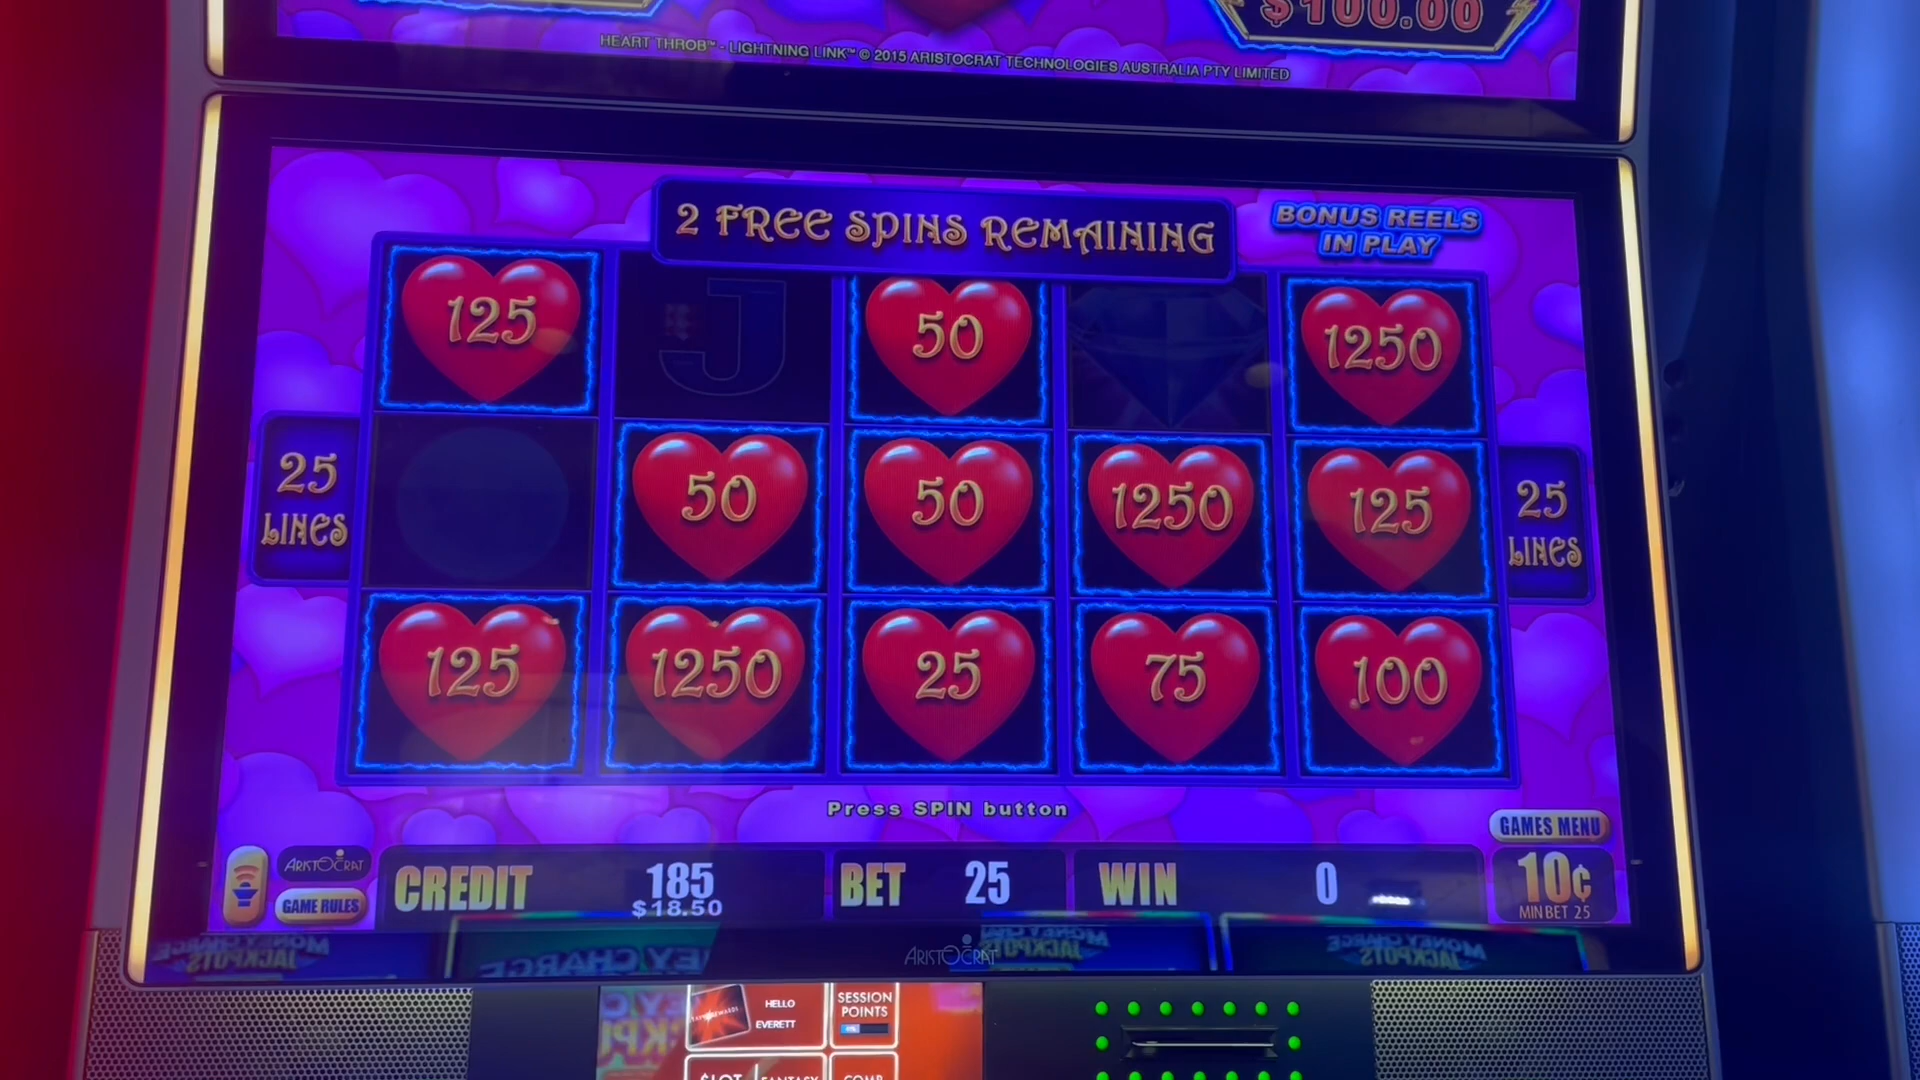 $100.00
HEART THROB™ - LIGHTNING LINK™ © 2015 ARISTOCRAT TECHNOLOGIES AUSTRALIA PTY LIMITED
2 FREE SPINS REMAINING
BONUS REELS
IN PLAY
125 J 50 1250
25
LINES
50 50 1250 125
25
LINES
125 1250 25 75 100
Press SPIN button
GAMES MENU
ARISTOCRAT
GAME RULES
CREDIT 185
$18.50
BET 25
WIN 0
10¢
MIN BET 25
ARISTOCRAT
HELLO
EVERETT
SESSION
POINTS